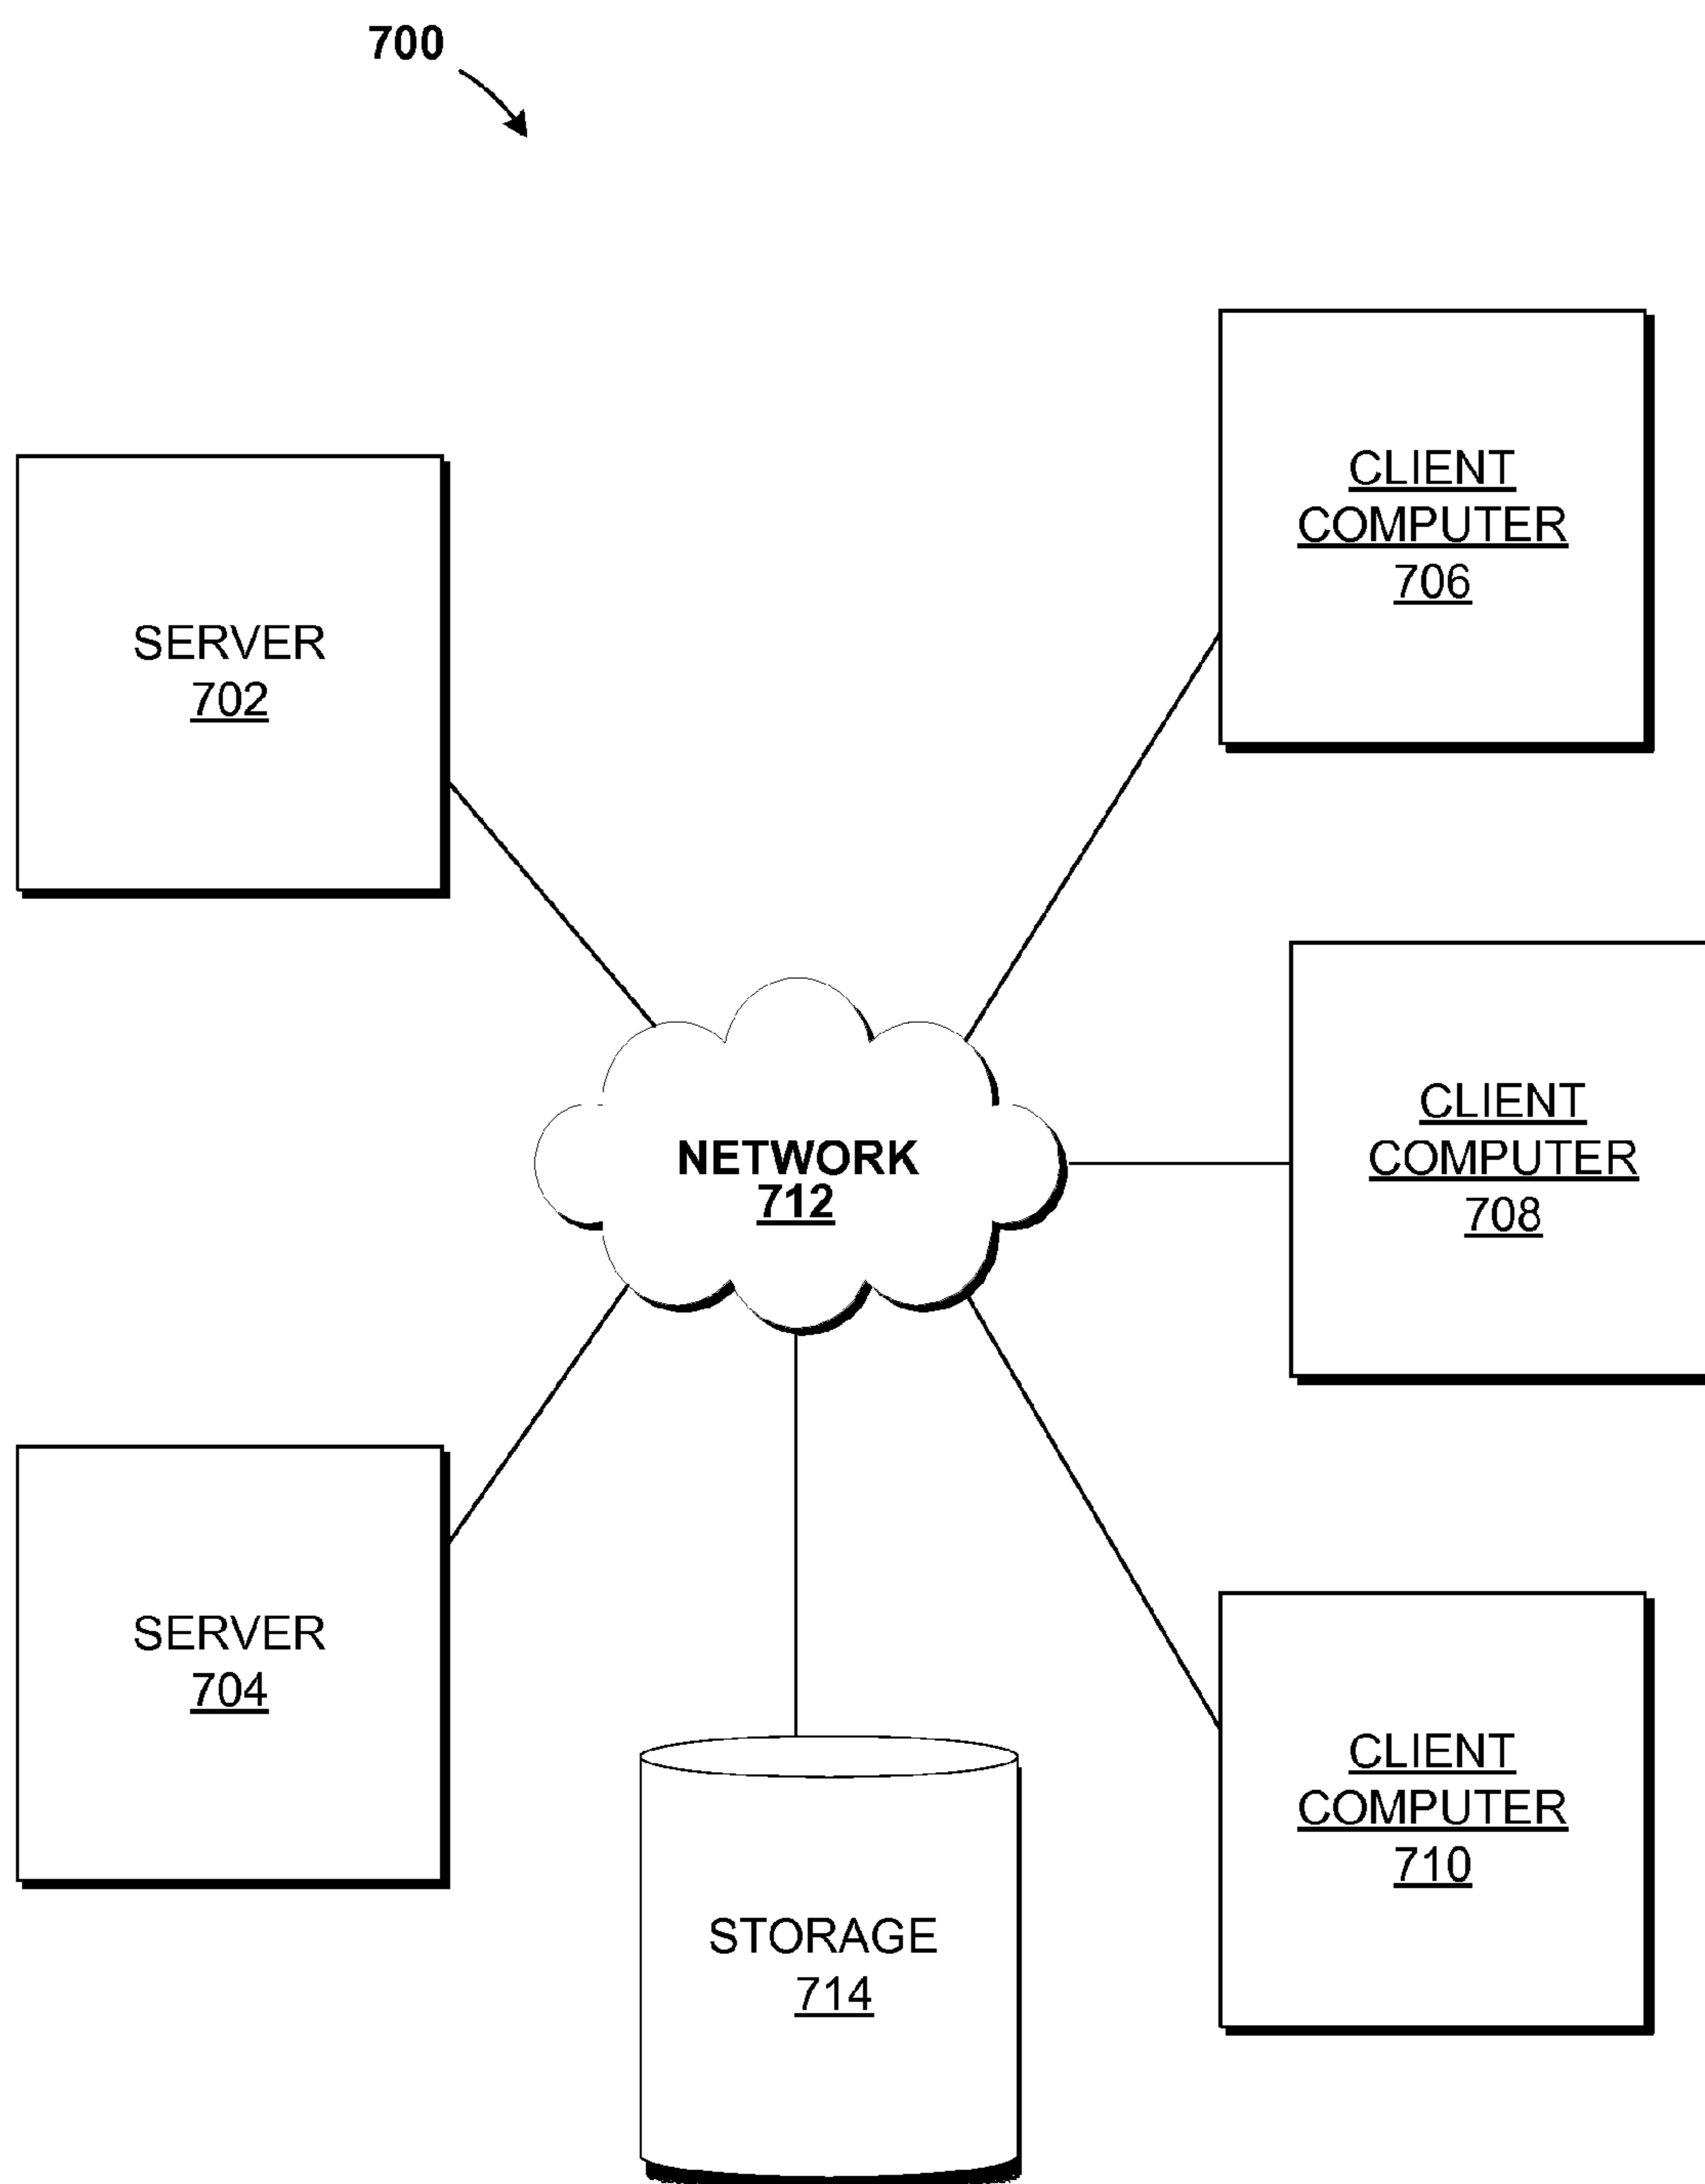 700
CLIENT
COMPUTER
706
SERVER
702
CLIENT
COMPUTER
708
NETWORK
712
SERVER
704
CLIENT
COMPUTER
710
STORAGE
714